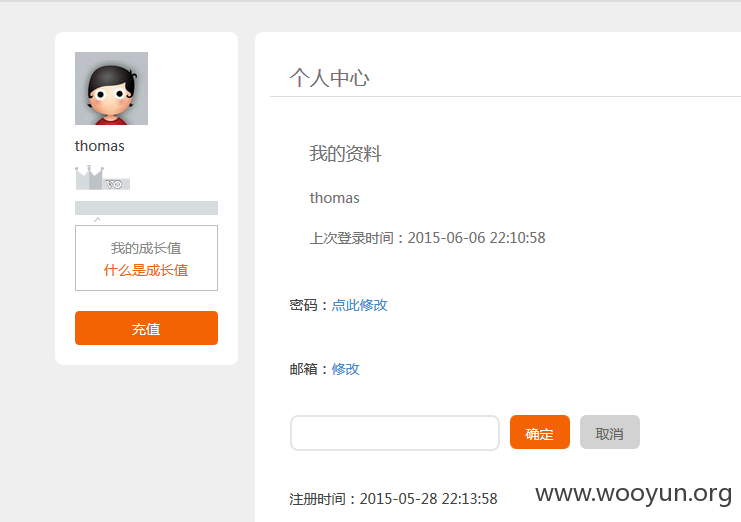 thomas
V0
我的成长值
什么是成长值
充值
个人中心
我的资料
thomas
上次登录时间：2015-06-06 22:10:58
密码：点此修改
邮箱：修改
确定 取消
注册时间：2015-05-28 22:13:58
www.wooyun.org